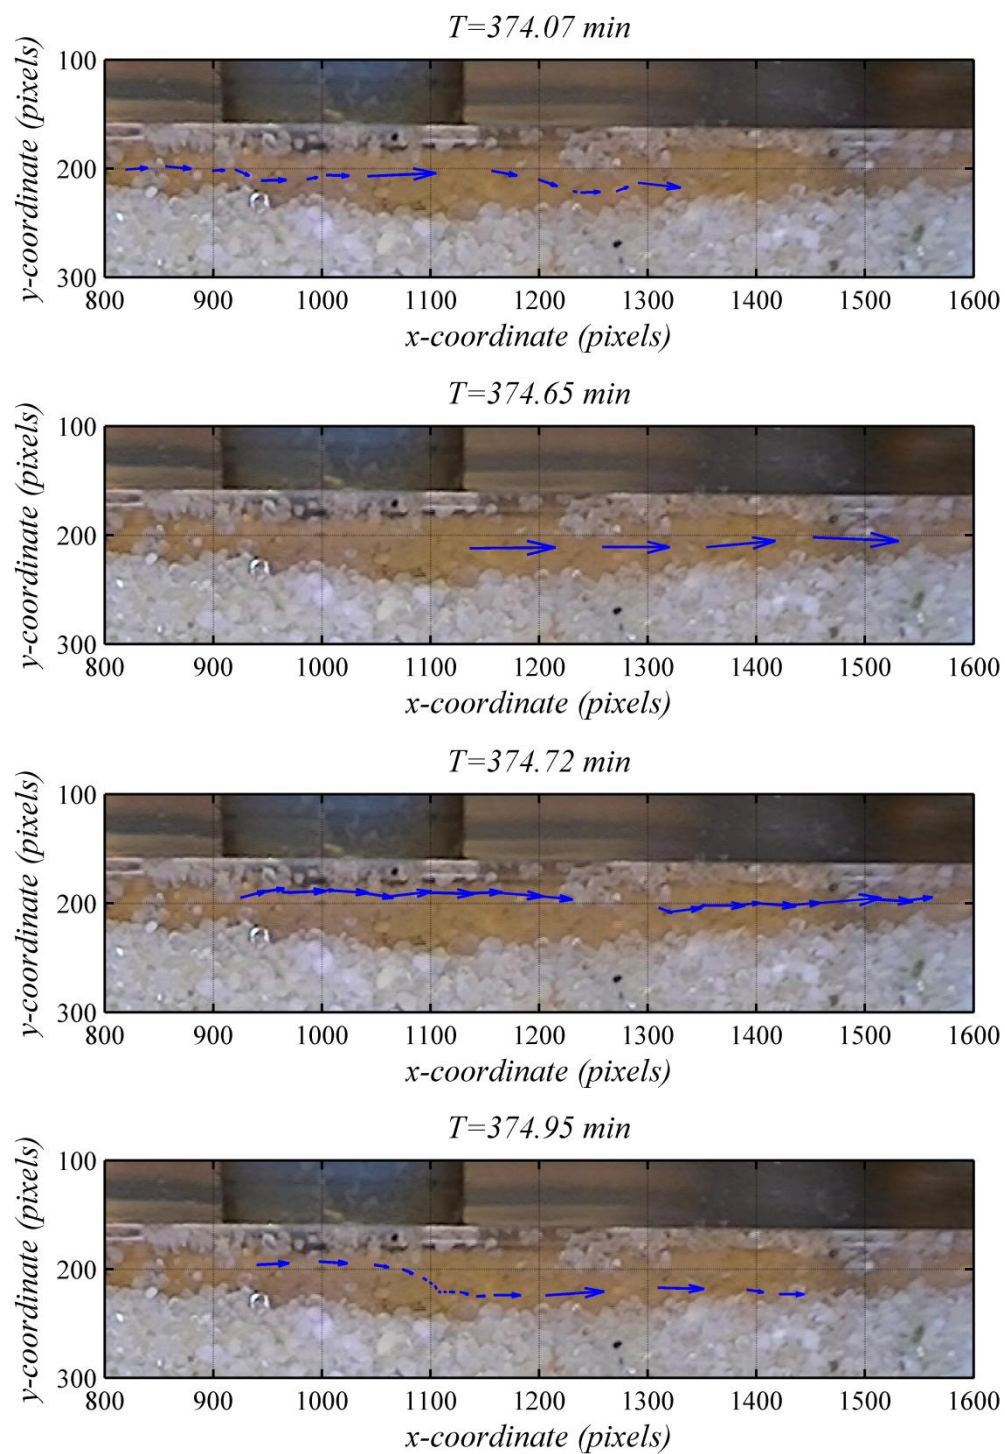 T=374.07 min
y-coordinate (pixels)
100
200
300
800 900 1000 1100 1200 1300 1400 1500 1600
x-coordinate (pixels)
T=374.65 min
y-coordinate (pixels)
100
200
300
800 900 1000 1100 1200 1300 1400 1500 1600
x-coordinate (pixels)
T=374.72 min
y-coordinate (pixels)
100
200
300
800 900 1000 1100 1200 1300 1400 1500 1600
x-coordinate (pixels)
T=374.95 min
y-coordinate (pixels)
100
200
300
800 900 1000 1100 1200 1300 1400 1500 1600
x-coordinate (pixels)